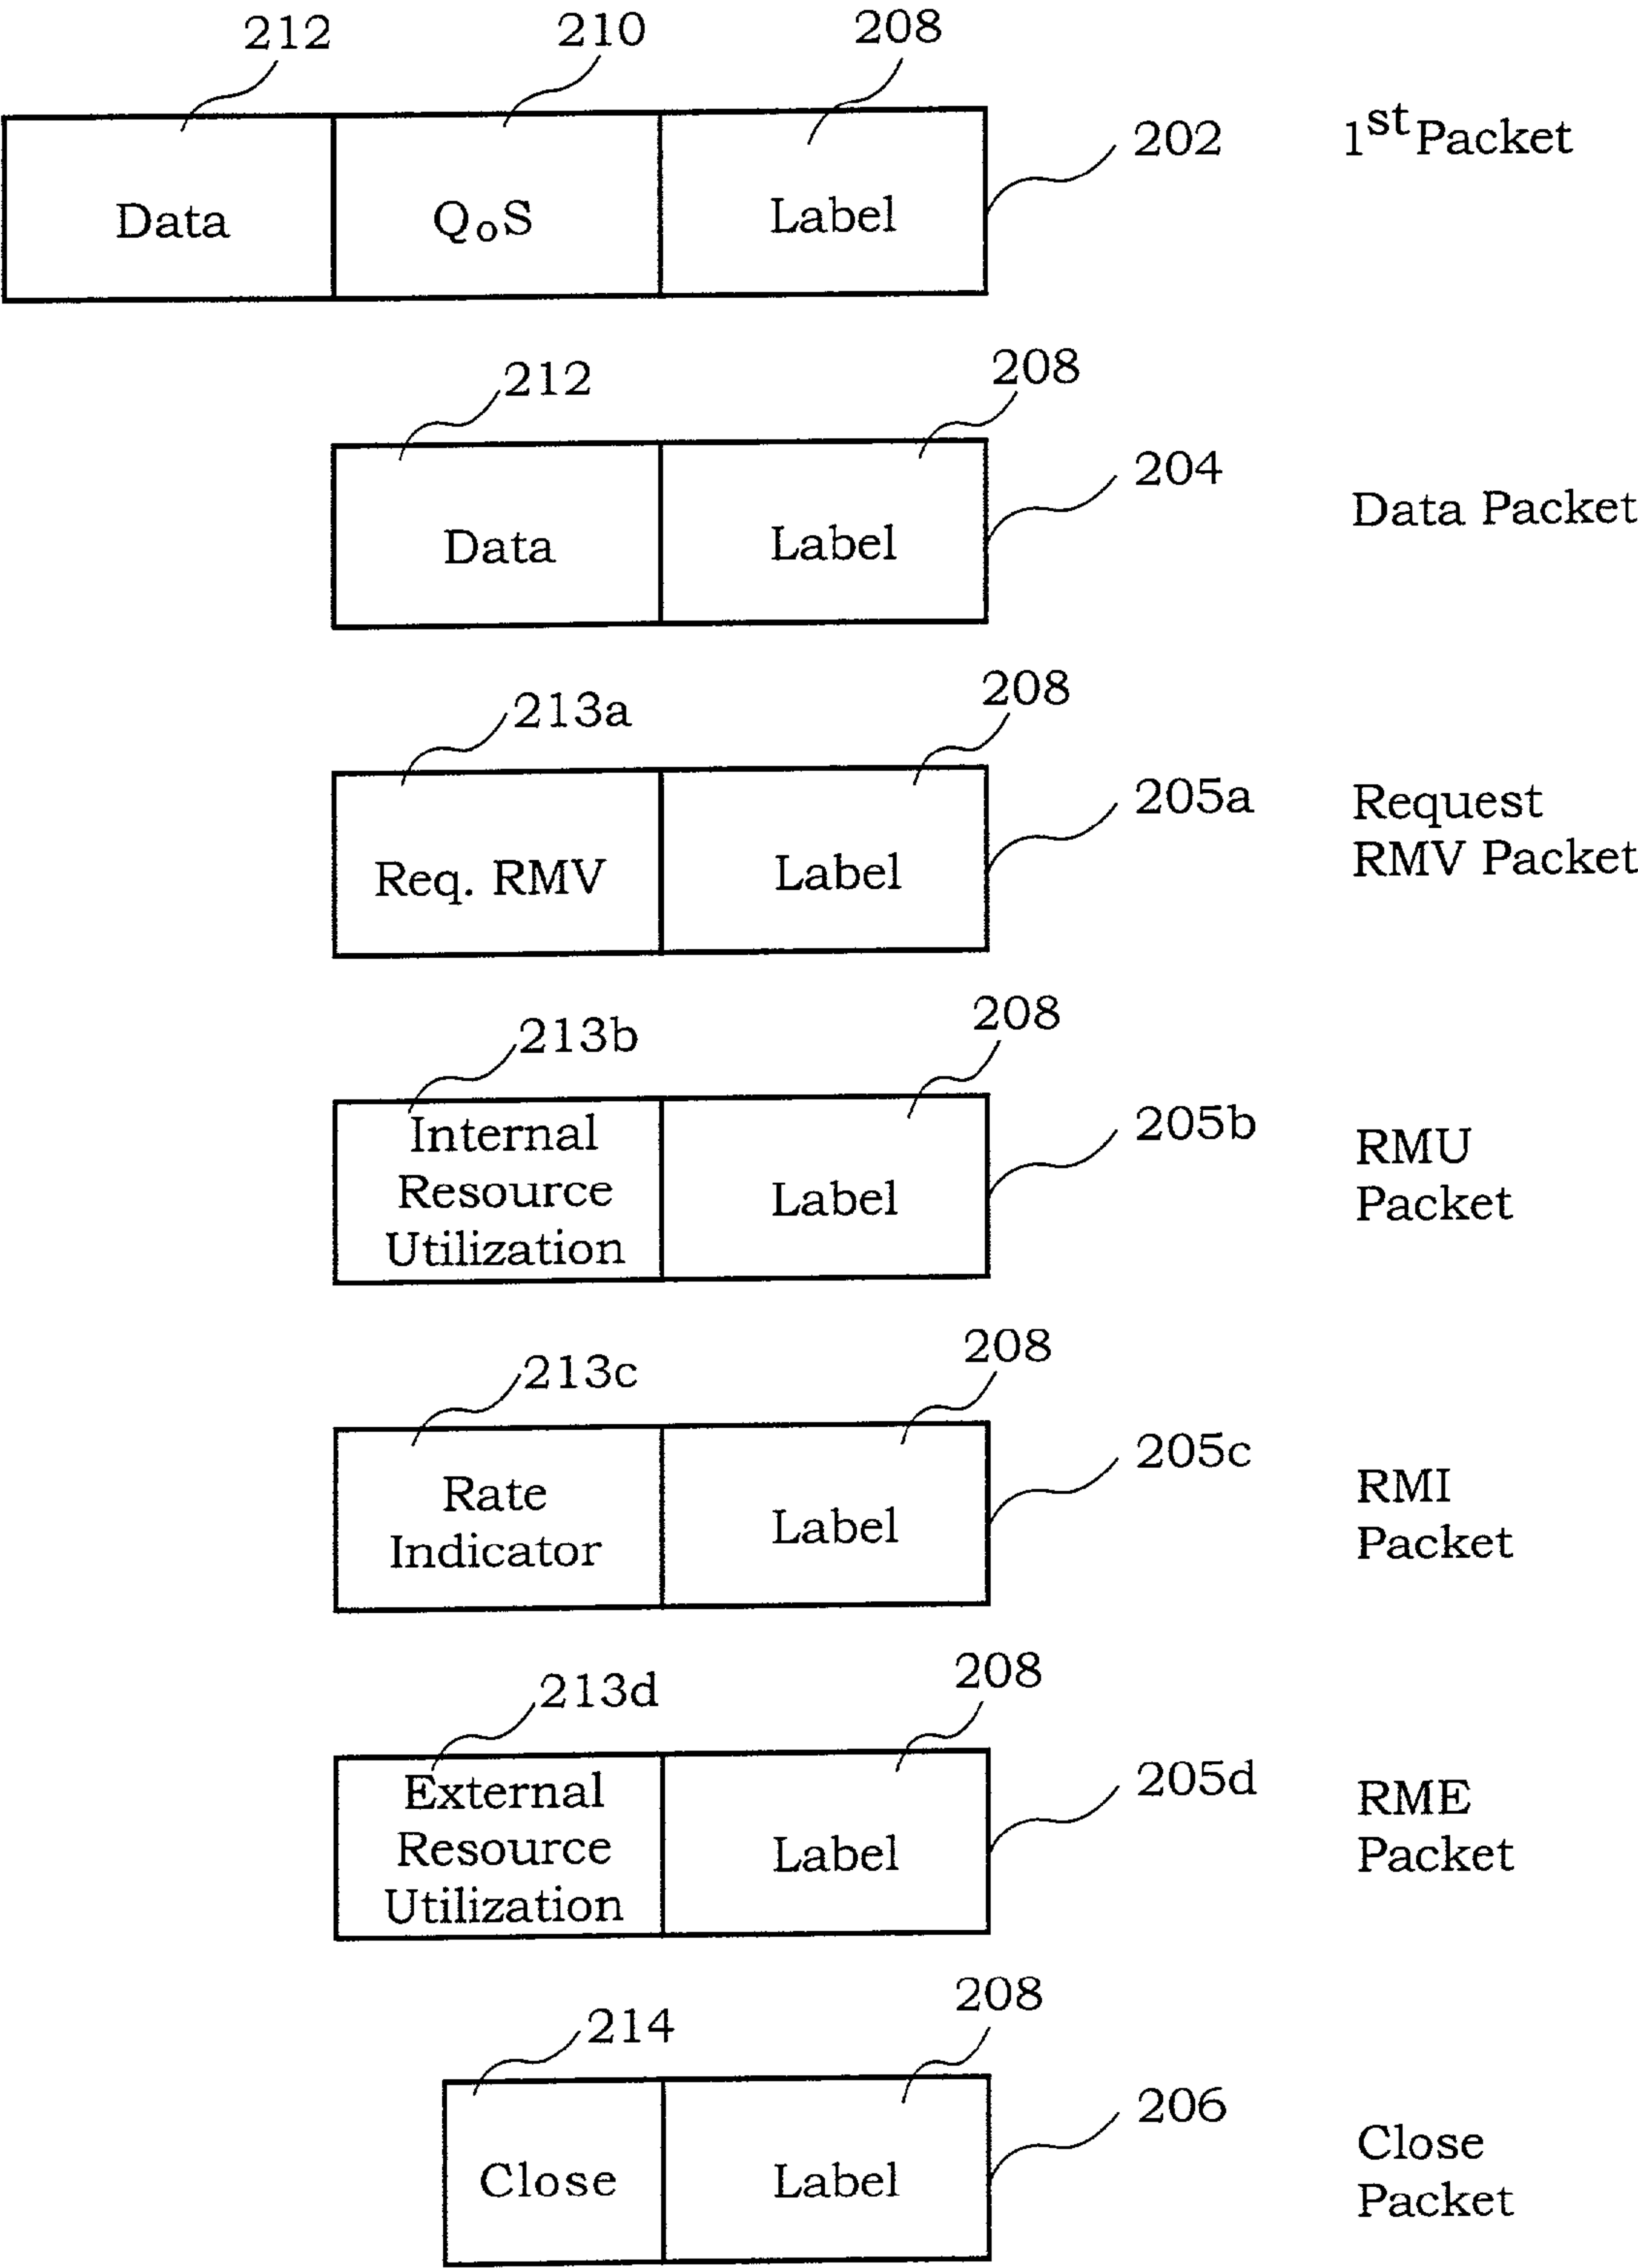 212 210 208
202 1st Packet
Data QoS Label
212 208
204 Data Packet
Data Label
213a 208
205a Request
RMV Packet
Req. RMV Label
213b 208
205b RMU
Packet
Internal
Resource
Utilization
Label
213c 208
205c RMI
Packet
Rate
Indicator
Label
213d 208
205d RME
Packet
External
Resource
Utilization
Label
214 208
206 Close
Packet
Close Label